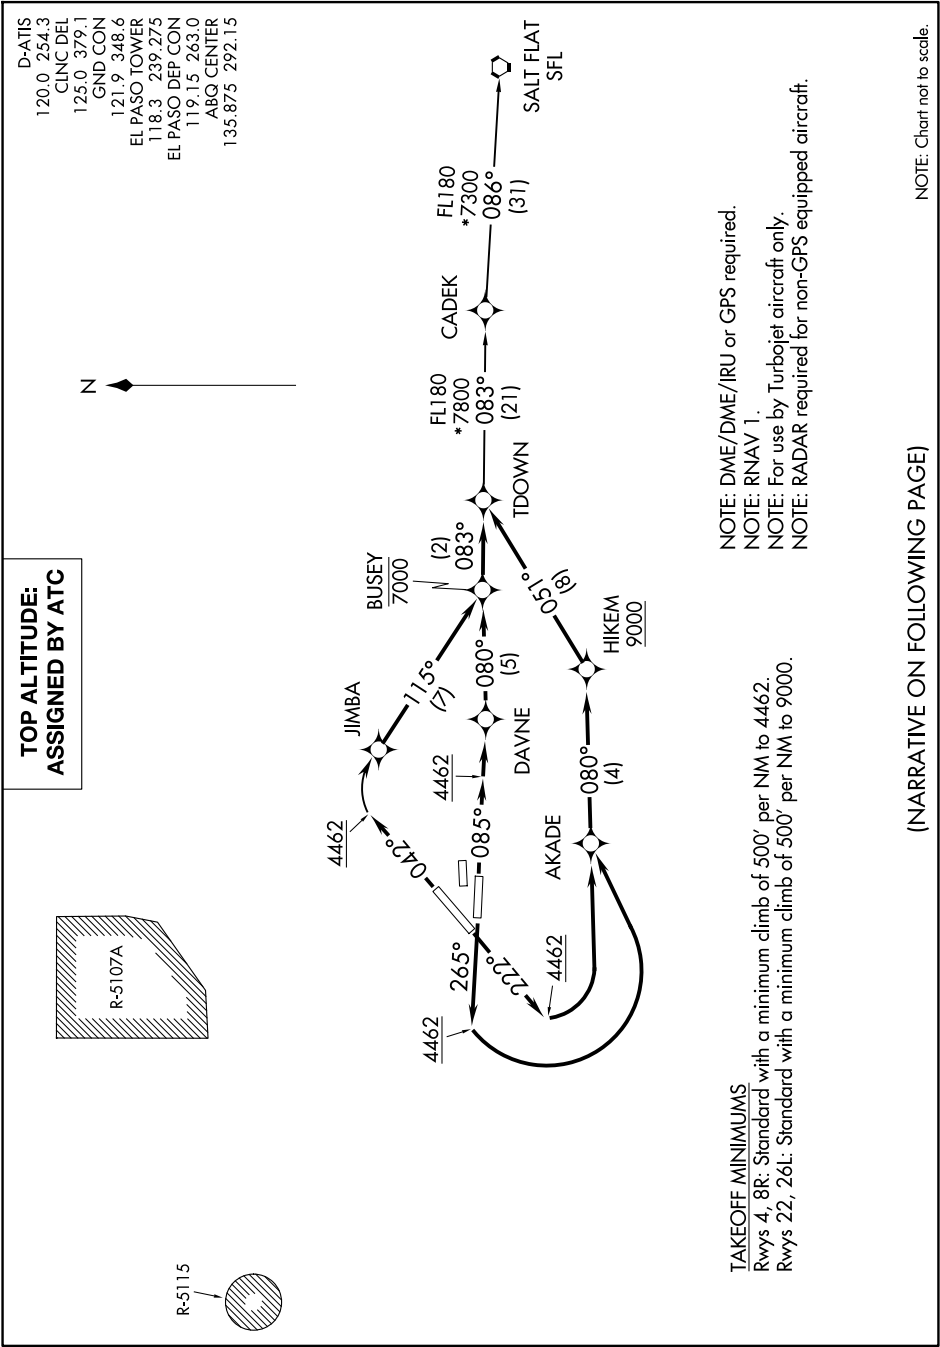 TOP ALTITUDE:
ASSIGNED BY ATC
D-ATIS
120.0 254.3
CLNC DEL
125.0 379.1
GND CON
121.9 348.6
EL PASO TOWER
118.3 239.275
EL PASO DEP CON
119.15 263.0
ABQ CENTER
135.875 292.15
R-5115
R-5107A
N
4462
042°
JIMBA
115°
(7)
BUSEY
7000
(2)
083°
TDOWN
FL180
*7800
083°
(21)
CADEK
FL180
*7300
086°
(31)
SALT FLAT
SFL
4462
265°
085°
4462
DAVNE
080°
(5)
222°
4462
AKADE
080°
(4)
HIKEM
9000
051°
(8)
TAKEOFF MINIMUMS
Rwys 4, 8R: Standard with a minimum climb of 500' per NM to 4462.
Rwys 22, 26L: Standard with a minimum climb of 500' per NM to 9000.
NOTE: DME/DME/IRU or GPS required.
NOTE: RNAV 1.
NOTE: For use by Turbojet aircraft only.
NOTE: RADAR required for non-GPS equipped aircraft.
(NARRATIVE ON FOLLOWING PAGE)
NOTE: Chart not to scale.